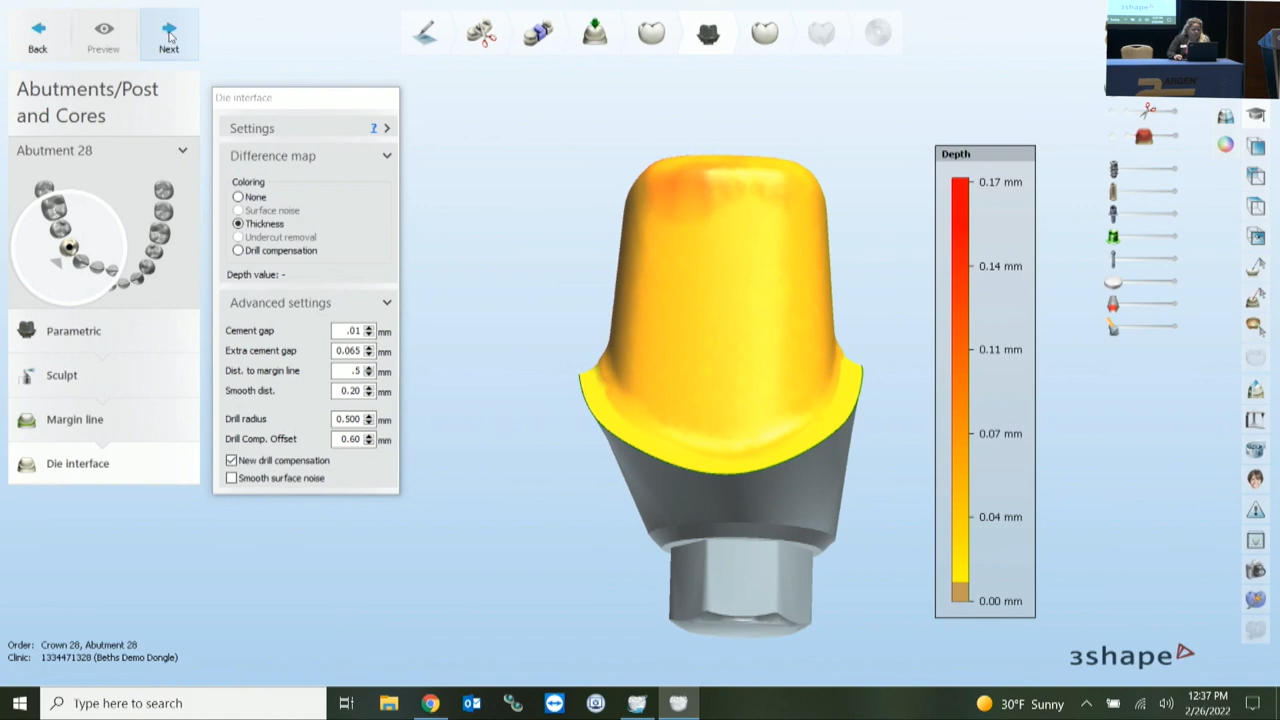 Back
Preview
Next
Abutments/Post
and Cores
Abutment 28
Parametric
Sculpt
Margin line
Die interface
Die interface
Settings
?
Difference map
Coloring
None
Surface noise
Thickness
Undercut removal
Drill compensation
Depth value: -
Advanced settings
Cement gap .01 mm
Extra cement gap 0.065 mm
Dist. to margin line .5 mm
Smooth dist. 0.20 mm
Drill radius 0.500 mm
Drill Comp. Offset 0.60 mm
New drill compensation
Smooth surface noise
Depth
0.17 mm
0.14 mm
0.11 mm
0.07 mm
0.04 mm
0.00 mm
3shape
ARGEN
Order: Crown 28, Abutment 28
Clinic: 1334471328 (Beths Demo Dongle)
3shape
Type here to search
30°F Sunny
12:37 PM
2/26/2022